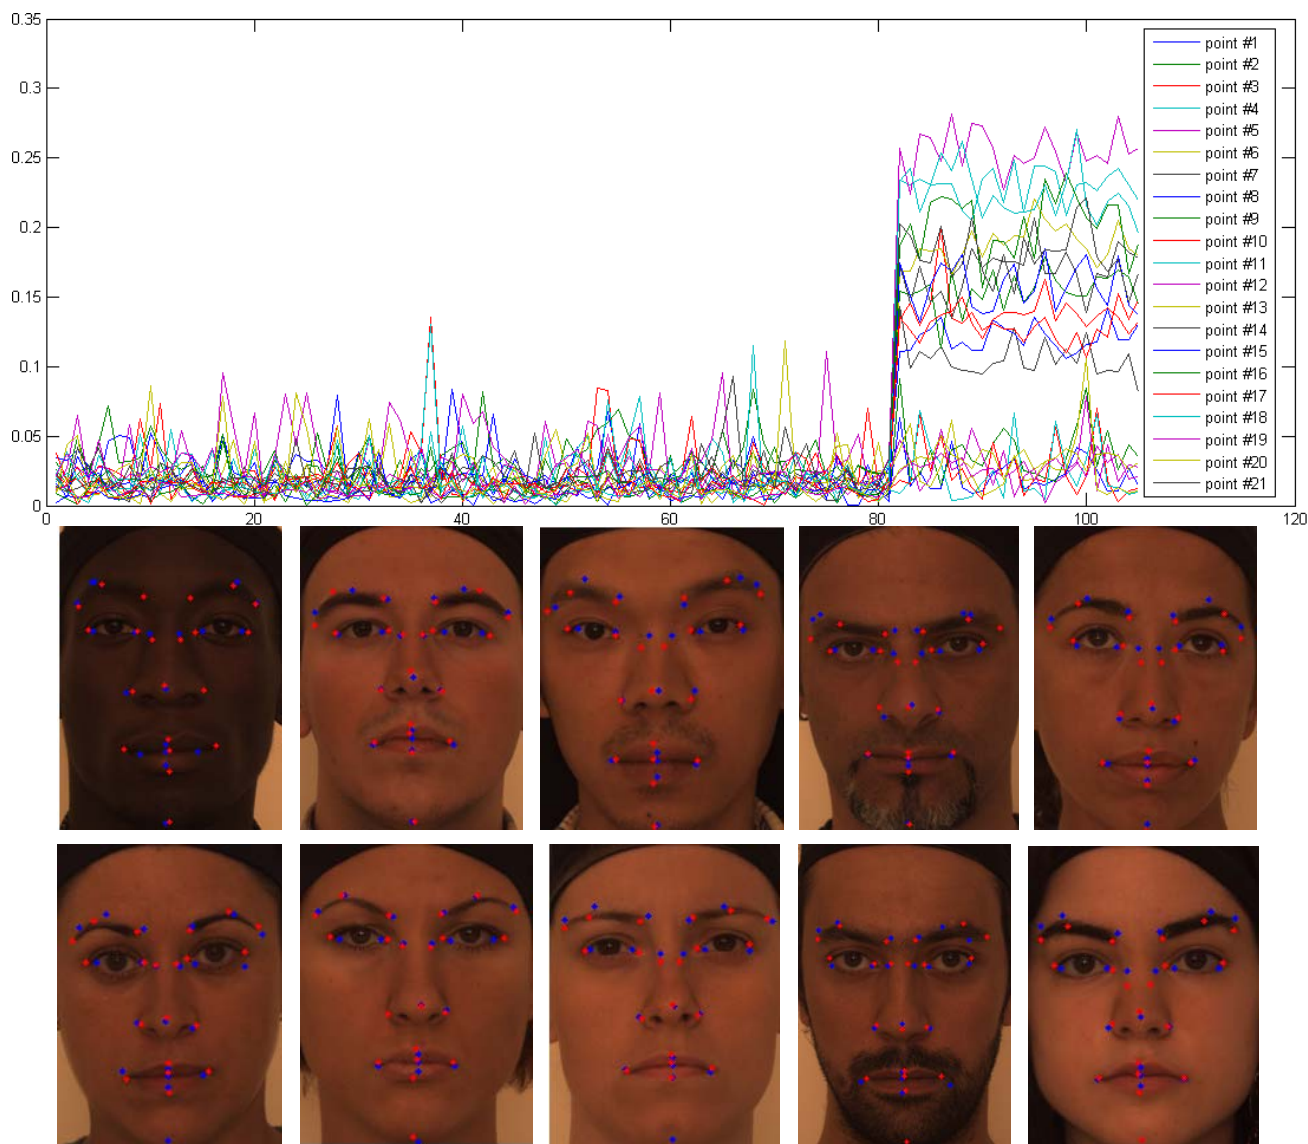 0.35
0.3
0.25
0.2
0.15
0.1
0.05
0
0 20 40 60 80 100 120
point #1
point #2
point #3
point #4
point #5
point #6
point #7
point #8
point #9
point #10
point #11
point #12
point #13
point #14
point #15
point #16
point #17
point #18
point #19
point #20
point #21